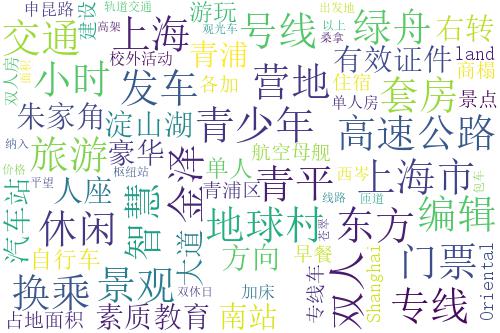 申昆路
轨道交通
高架
建设
游玩
观光车
出发地
以上
桑拿
号线
绿舟
右转
交通
上海
校外活动
青浦
有效证件
land
双人房
面积
小时
发车
各加
营地
住宿
商榻
套房
单人房
景点
朱家角
淀山湖
青少年
高速公路
纳入
旅游
豪华
航空母舰
价格
平望
枢纽站
单人
青浦区
青平
西岑
上海市
线路
匝道
包车
汽车站
人座
智慧
金泽
地球村
苍翠
东方
编辑
休闲
大道
方向
早餐
专线车
Shanghai
门票
Oriental
自行车
换乘
景观
双休日
加床
双人
专线
占地面积
素质教育
南站